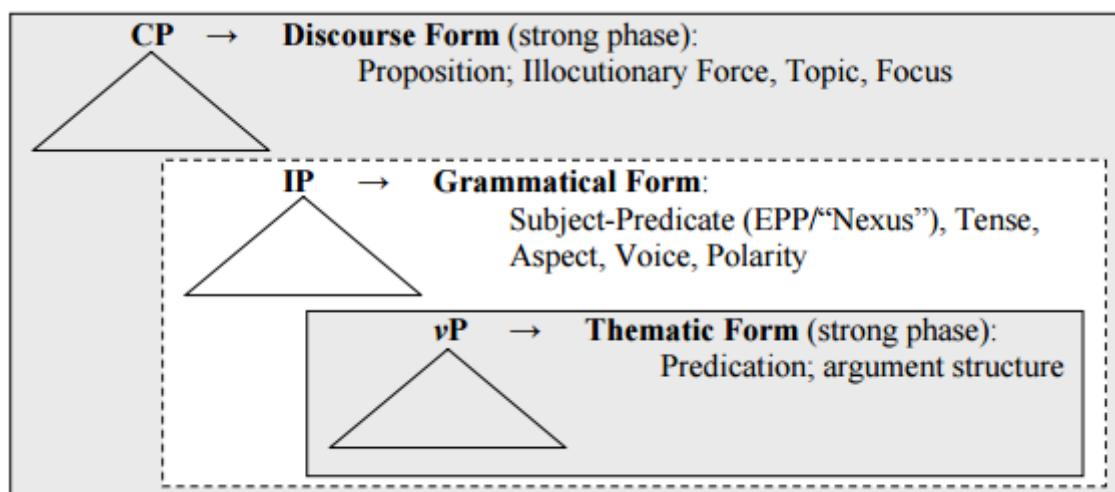 CP → Discourse Form (strong phase):
Proposition; Illocutionary Force, Topic, Focus
IP → Grammatical Form:
Subject-Predicate (EPP/“Nexus”), Tense,
Aspect, Voice, Polarity
vP → Thematic Form (strong phase):
Predication; argument structure